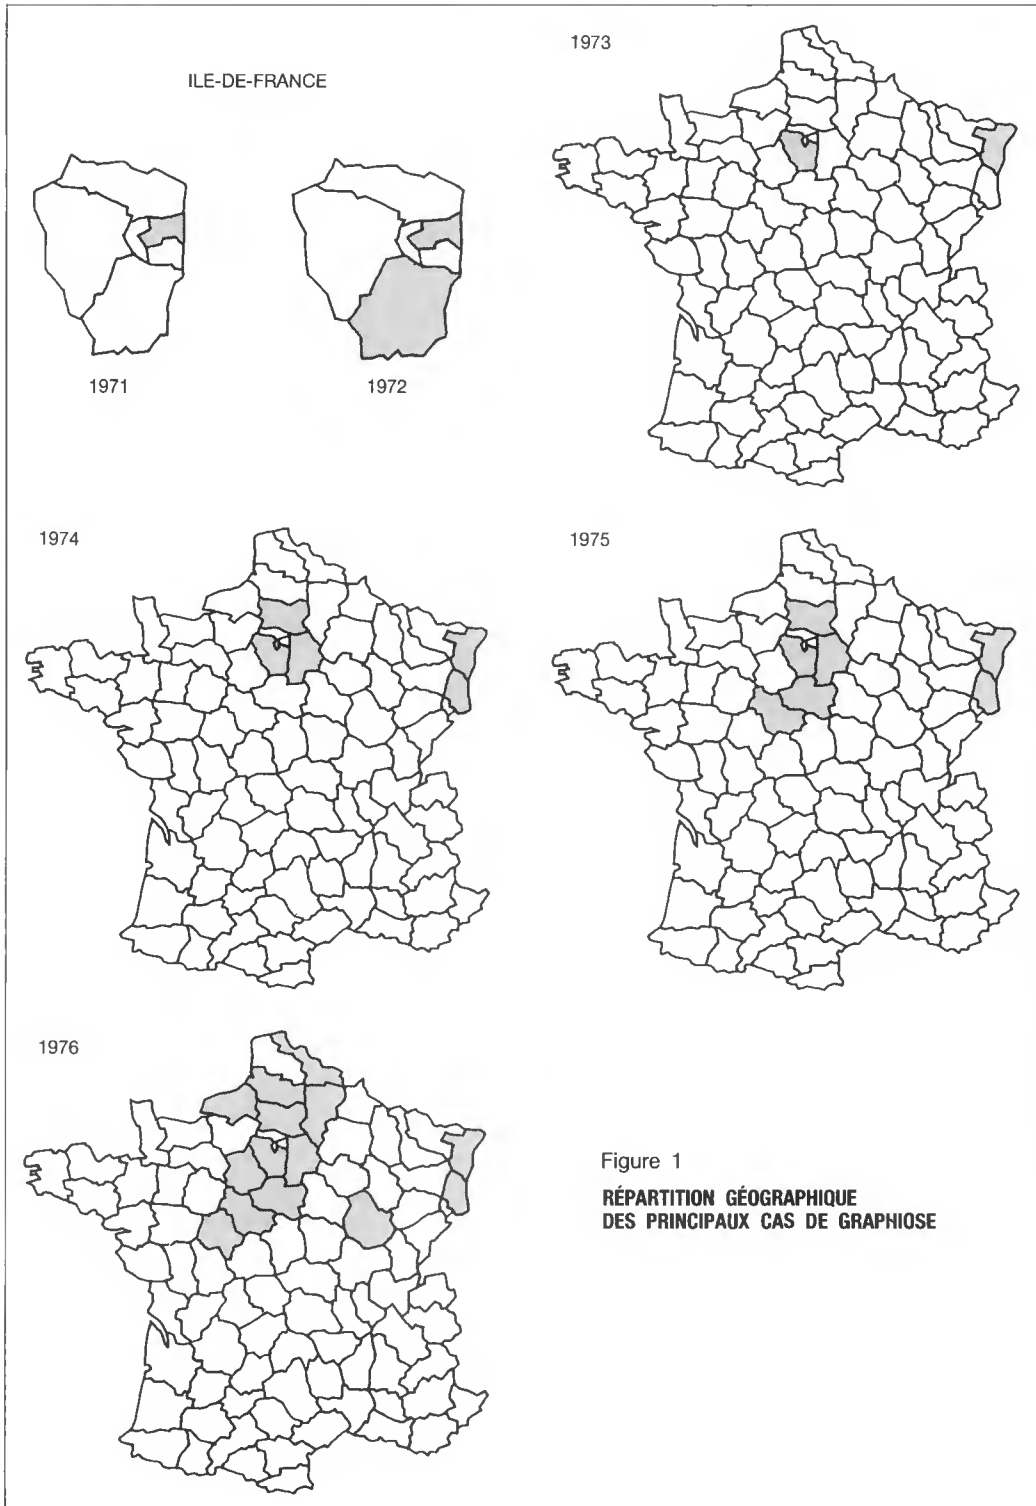 ILE-DE-FRANCE
1971
1972
1973
1974
1975
1976
Figure 1
RÉPARTITION GÉOGRAPHIQUE
DES PRINCIPAUX CAS DE GRAPHIOSE